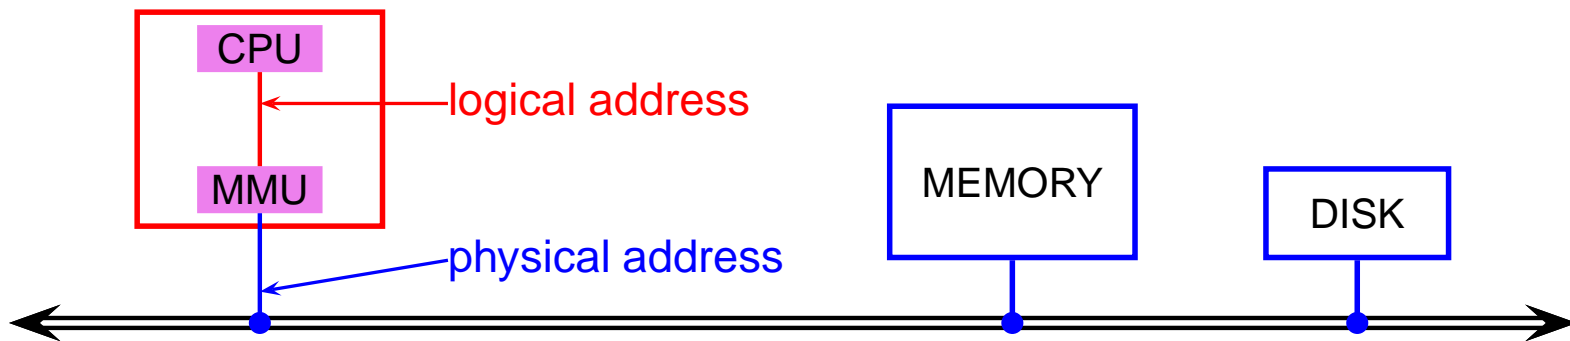 CPU
logical address
MMU
MEMORY
DISK
physical address